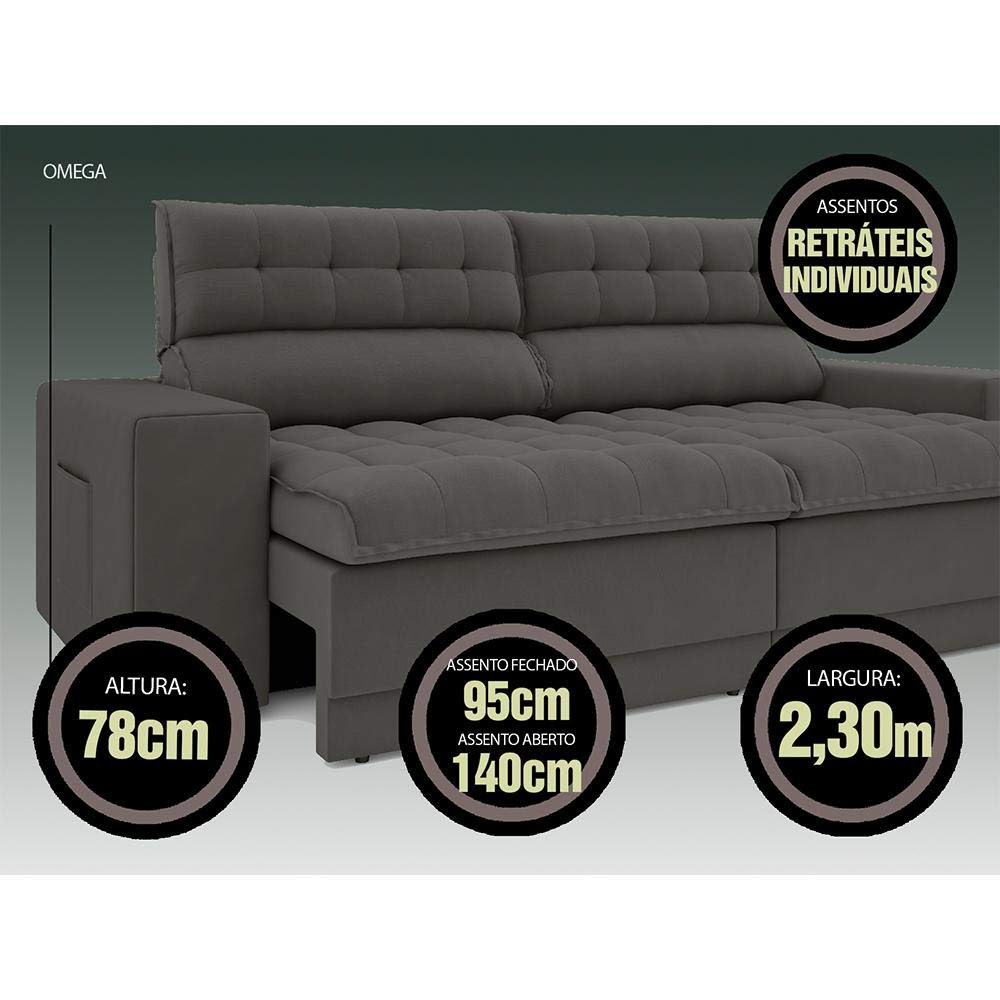 OMEGA
ASSENTOS
RETRÁTEIS
INDIVIDUAIS
ALTURA:
78cm
ASSENTO FECHADO
95cm
ASSENTO ABERTO
140cm
LARGURA:
2,30m